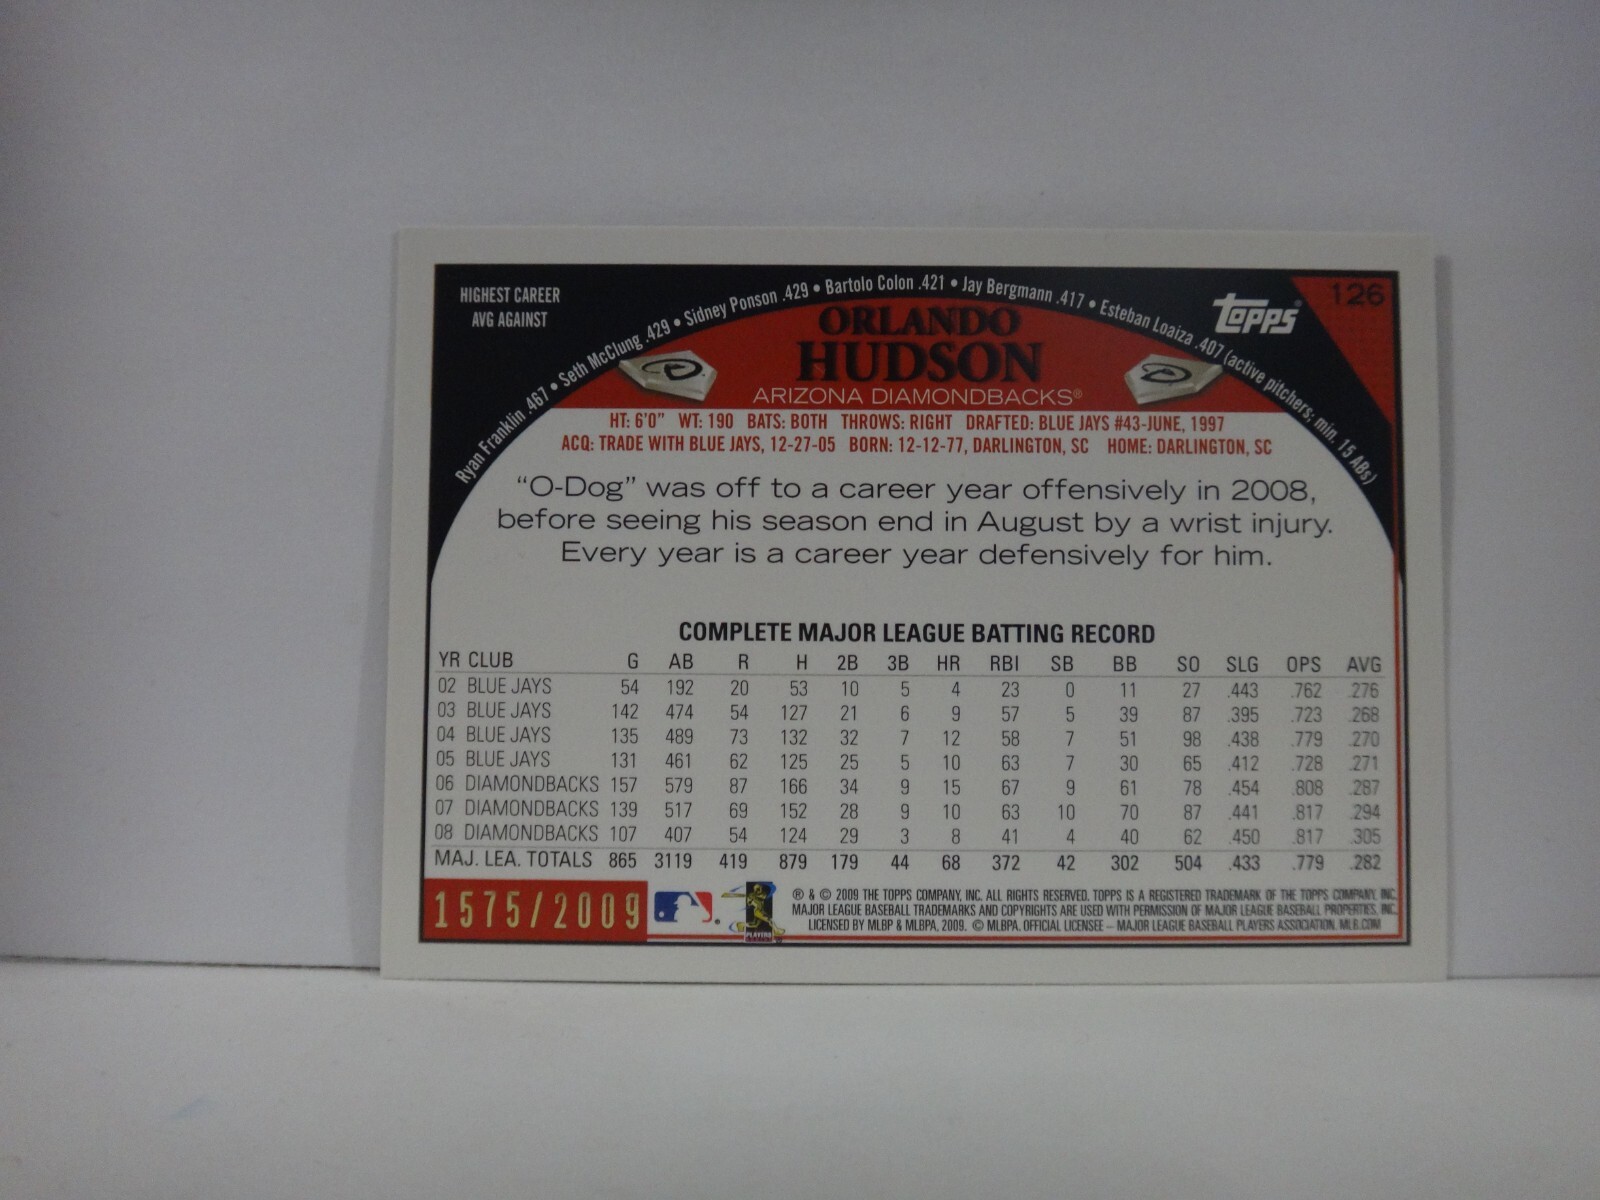 HIGHEST CAREER
AVG AGAINST
Ryan Franklin .467 • Seth McClung .429 • Sidney Ponson .429 • Bartolo Colon .421 • Jay Bergmann .417 • Esteban Loaiza .407 (active pitchers; min. 15 ABs)
Topps®
126
ORLANDO
HUDSON
ARIZONA DIAMONDBACKS®
HT: 6'0" WT: 190 BATS: BOTH THROWS: RIGHT DRAFTED: BLUE JAYS #43-JUNE, 1997
ACQ: TRADE WITH BLUE JAYS, 12-27-05 BORN: 12-12-77, DARLINGTON, SC HOME: DARLINGTON, SC
"O-Dog" was off to a career year offensively in 2008,
before seeing his season end in August by a wrist injury.
Every year is a career year defensively for him.
COMPLETE MAJOR LEAGUE BATTING RECORD
YR CLUB G AB R H 2B 3B HR RBI SB BB SO SLG OPS AVG
02 BLUE JAYS 54 192 20 53 10 5 4 23 0 11 27 .443 .762 .276
03 BLUE JAYS 142 474 54 127 21 6 9 57 5 39 87 .395 .723 .268
04 BLUE JAYS 135 489 73 132 32 7 12 58 7 51 98 .438 .779 .270
05 BLUE JAYS 131 461 62 125 25 5 10 63 7 30 65 .412 .728 .271
06 DIAMONDBACKS 157 579 87 166 34 9 15 67 9 61 78 .454 .808 .287
07 DIAMONDBACKS 139 517 69 152 28 9 10 63 10 70 87 .441 .817 .294
08 DIAMONDBACKS 107 407 54 124 29 3 8 41 4 40 62 .450 .817 .305
MAJ. LEA. TOTALS 865 3119 419 879 179 44 68 372 42 302 504 .433 .779 .282
1575/2009
PLAYERS
® & © 2009 THE TOPPS COMPANY, INC. ALL RIGHTS RESERVED. TOPPS IS A REGISTERED TRADEMARK OF THE TOPPS COMPANY, INC.
MAJOR LEAGUE BASEBALL TRADEMARKS AND COPYRIGHTS ARE USED WITH PERMISSION OF MAJOR LEAGUE BASEBALL PROPERTIES, INC.
LICENSED BY MLBP & MLBPA, 2009. © MLBPA. OFFICIAL LICENSEE – MAJOR LEAGUE BASEBALL PLAYERS ASSOCIATION. MLB.COM